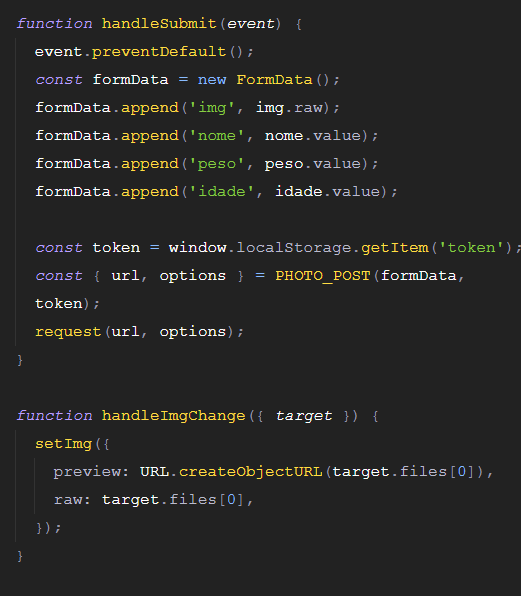 function handleSubmit(event) {
  event.preventDefault();
  const formData = new FormData();
  formData.append('img', img.raw);
  formData.append('nome', nome.value);
  formData.append('peso', peso.value);
  formData.append('idade', idade.value);

  const token = window.localStorage.getItem('token');
  const { url, options } = PHOTO_POST(formData,
  token);
  request(url, options);
}

function handleImgChange({ target }) {
  setImg({
    preview: URL.createObjectURL(target.files[0]),
    raw: target.files[0],
  });
}